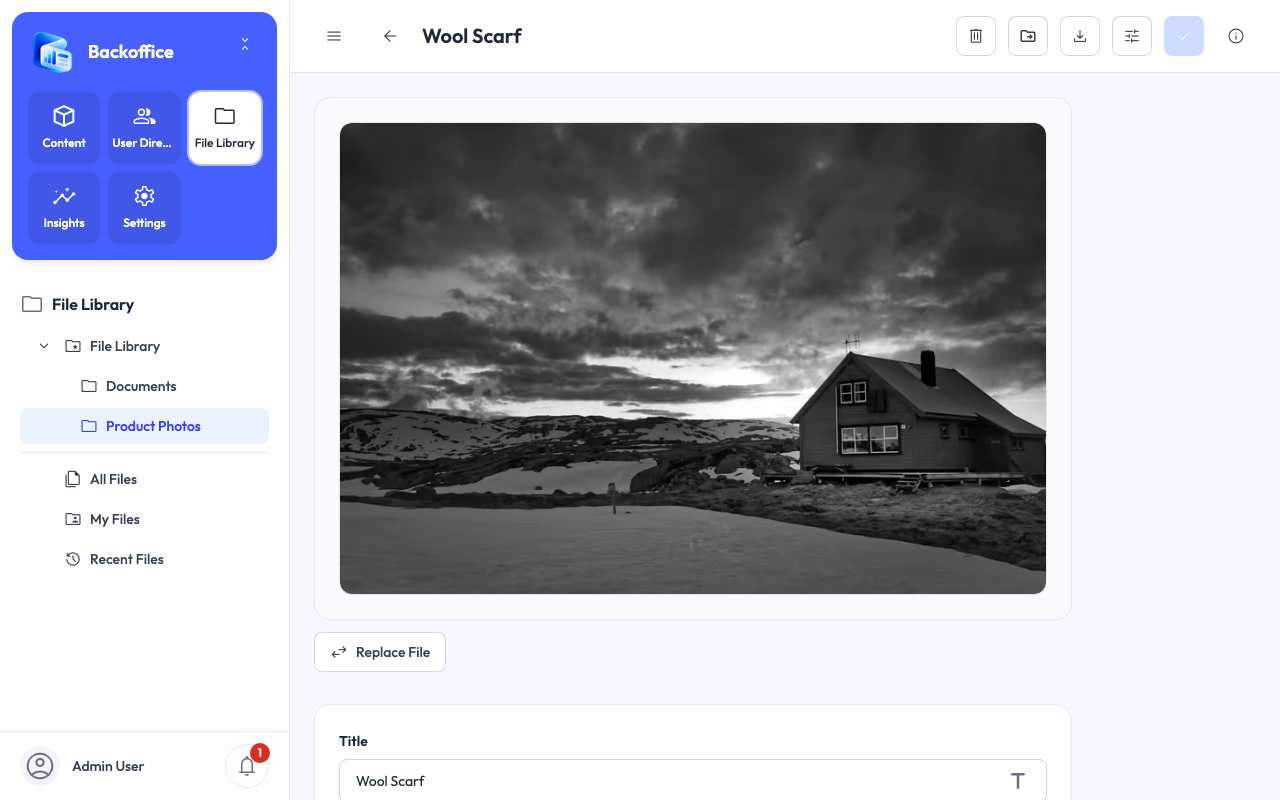 Backoffice
Content
User Dire...
File Library
Insights
Settings
File Library
File Library
Documents
Product Photos
All Files
My Files
Recent Files
Admin User
1
Wool Scarf
Replace File
Title
Wool Scarf